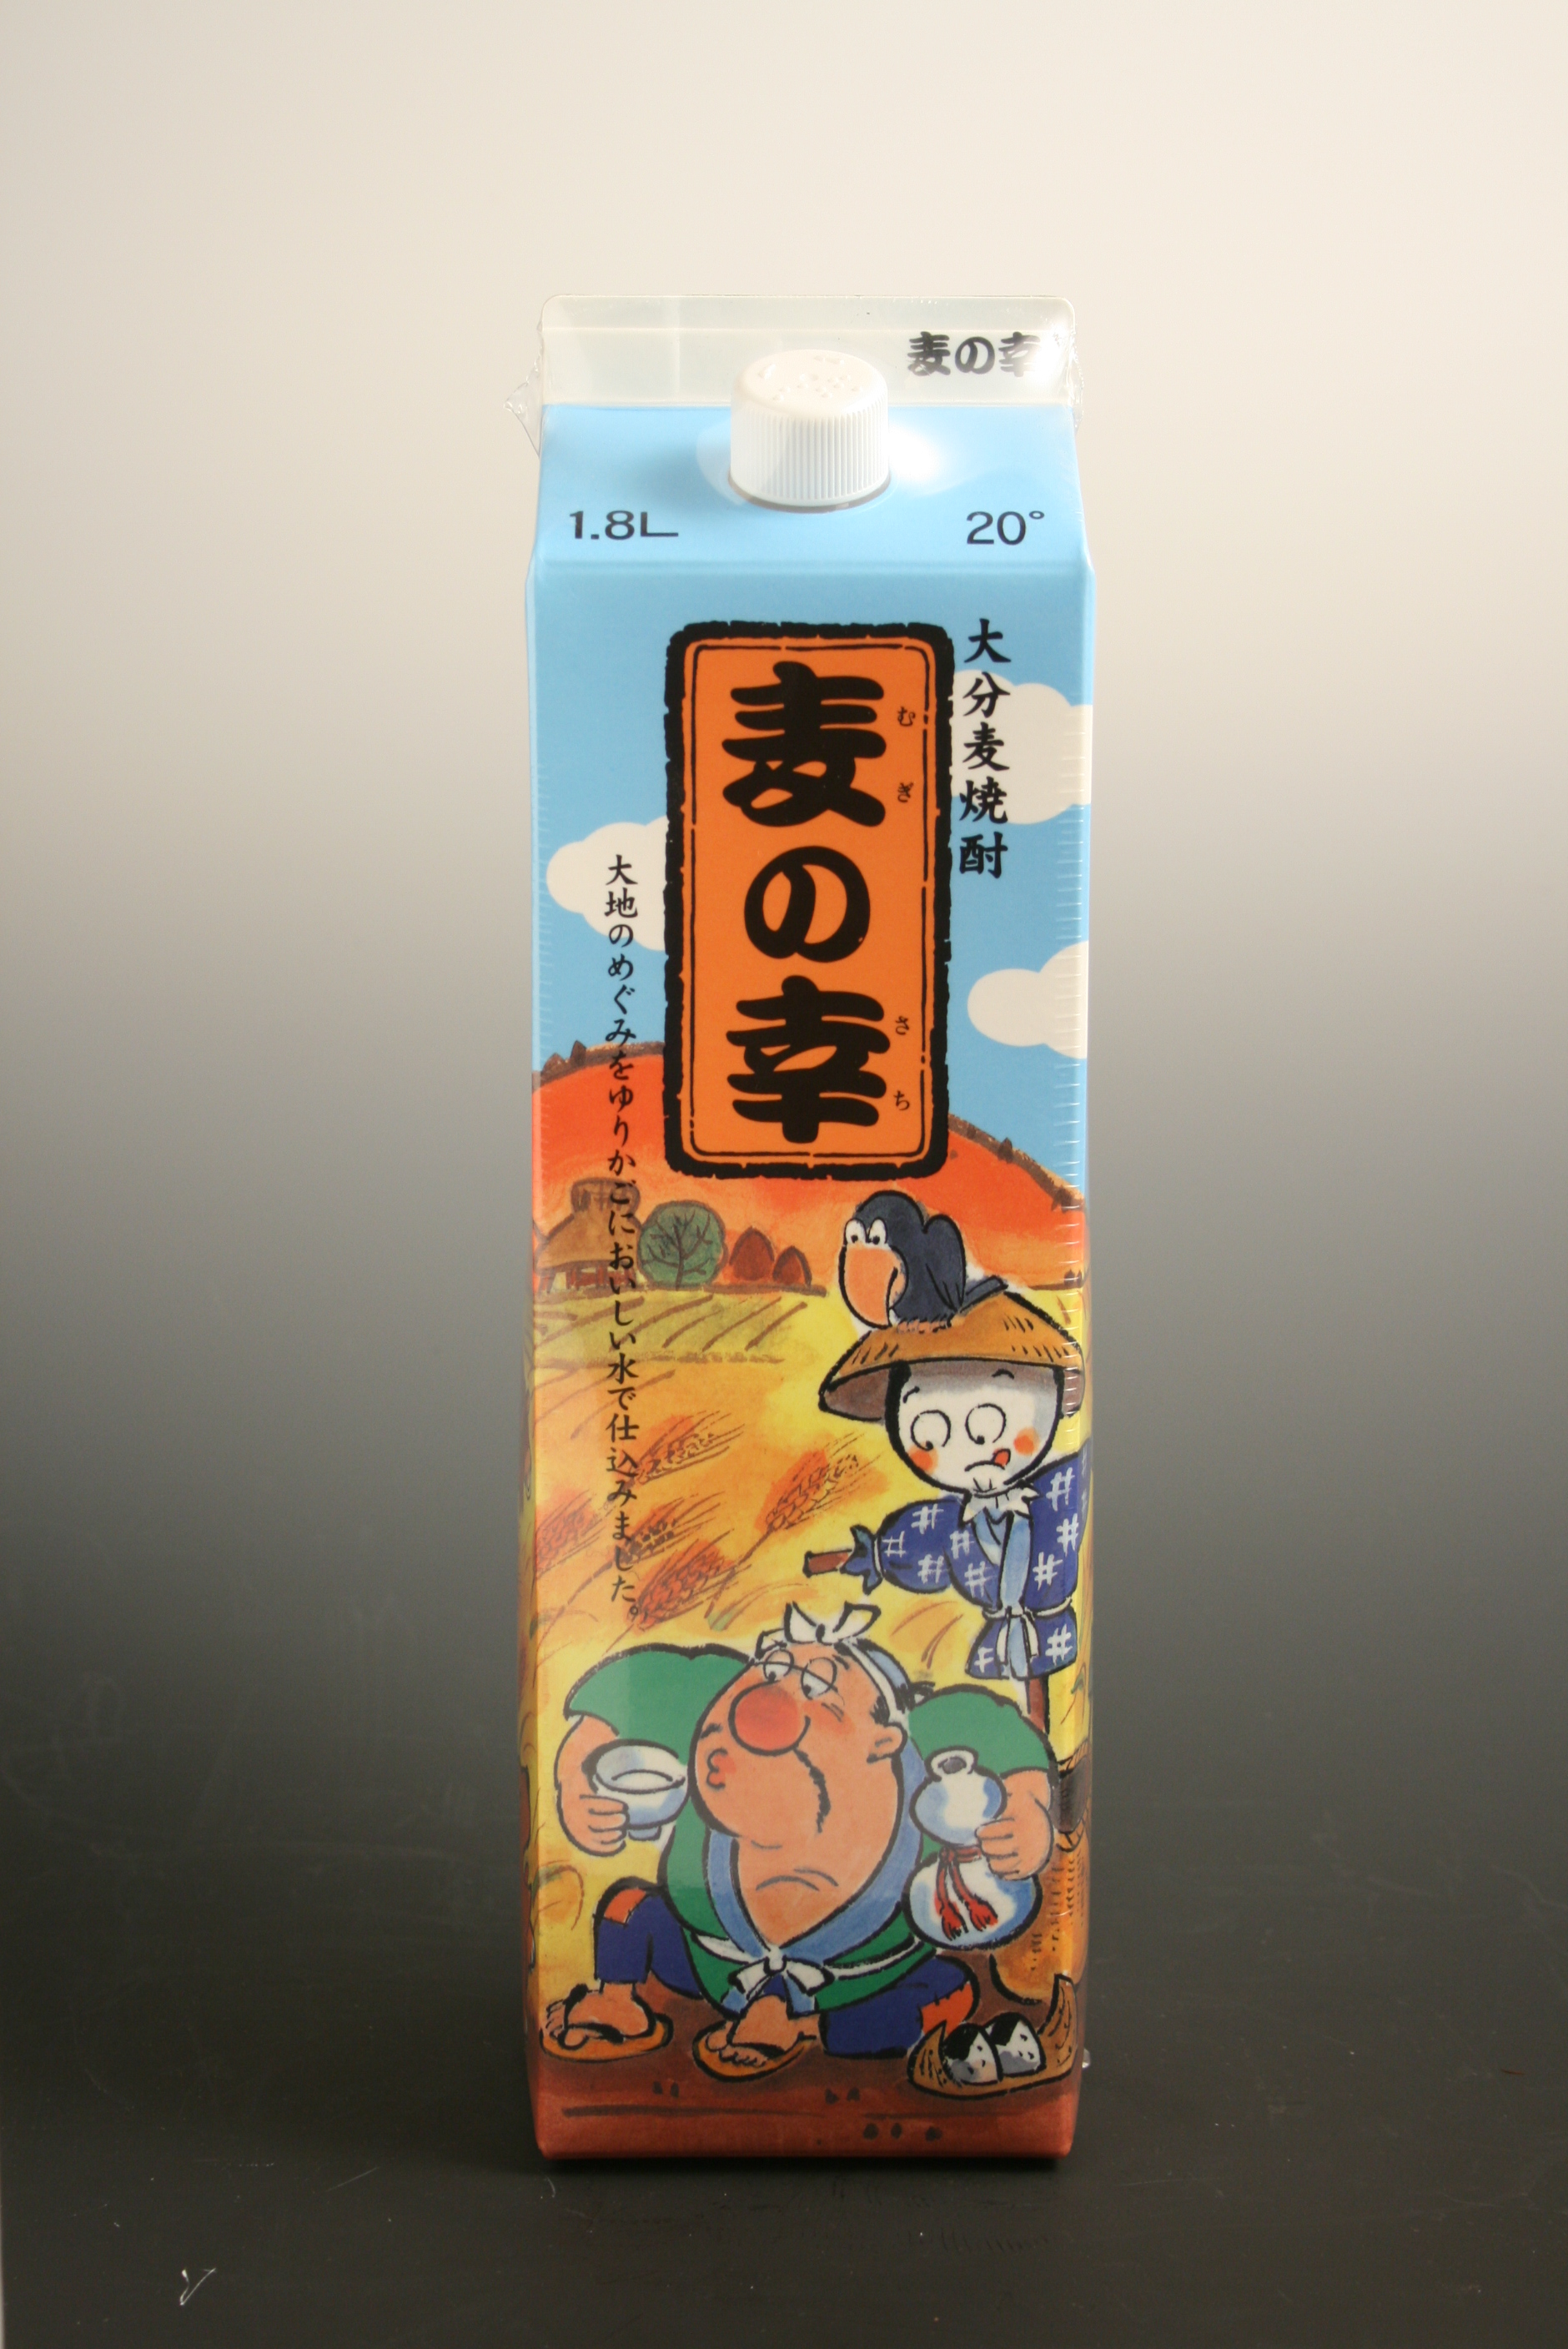 麦の幸
1.8L
20°
大分麦焼酎
麦の幸
むぎ
さち
大地のめぐみをゆりかごにおいしい水で仕込みました。